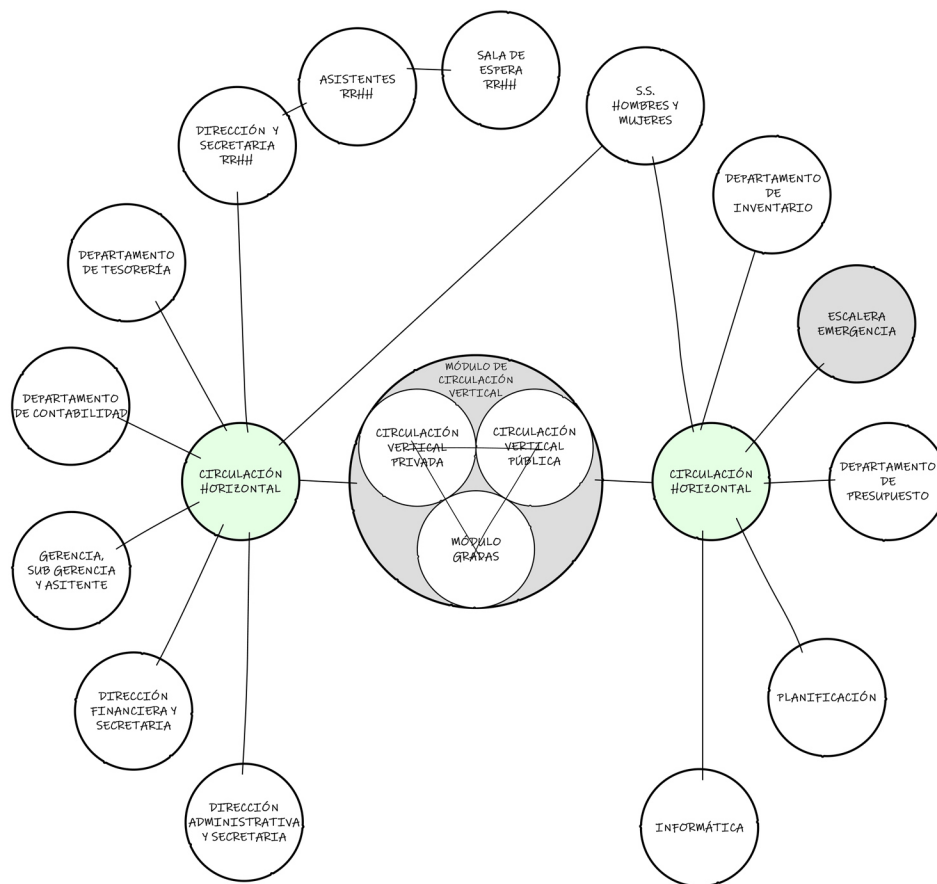 SALA DE
ESPERA
RRHH
ASISTENTES
RRHH
S.S.
HOMBRES Y
MUJERES
DIRECCIÓN Y
SECRETARIA
RRHH
DEPARTAMENTO
DE
INVENTARIO
DEPARTAMENTO
DE TESORERÍA
ESCALERA
EMERGENCIA
MÓDULO DE
CIRCULACIÓN
VERTICAL
DEPARTAMENTO
DE CONTABILIDAD
CIRCULACIÓN
VERTICAL
PRIVADA
CIRCULACIÓN
VERTICAL
PÚBLICA
CIRCULACIÓN
HORIZONTAL
CIRCULACIÓN
HORIZONTAL
DEPARTAMENTO
DE
PRESUPUESTO
MÓDULO
GRADAS
GERENCIA,
SUB GERENCIA
Y ASITENTE
DIRECCIÓN
FINANCIERA Y
SECRETARIA
PLANIFICACIÓN
DIRECCIÓN
ADMINISTRATIVA
Y SECRETARIA
INFORMÁTICA